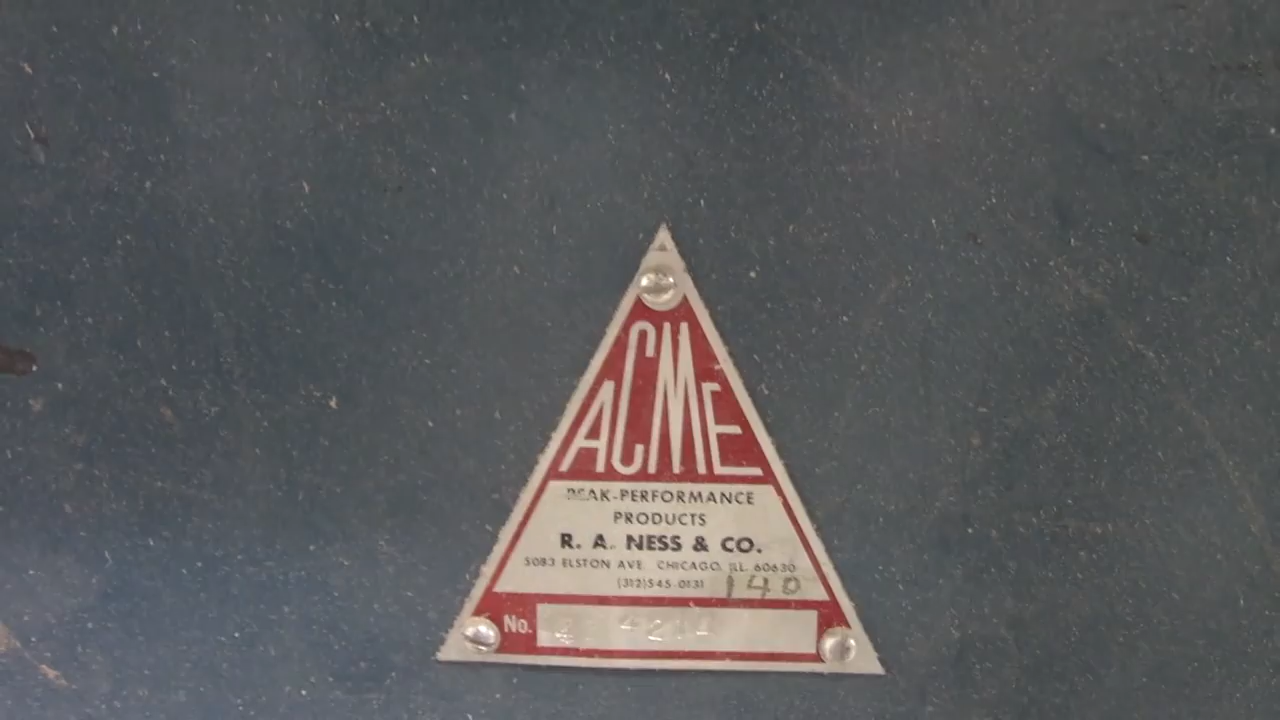 ACME
PEAK-PERFORMANCE
PRODUCTS
R. A. NESS & CO.
5083 ELSTON AVE. CHICAGO, ILL. 60630
(312)545-0131 140
No.